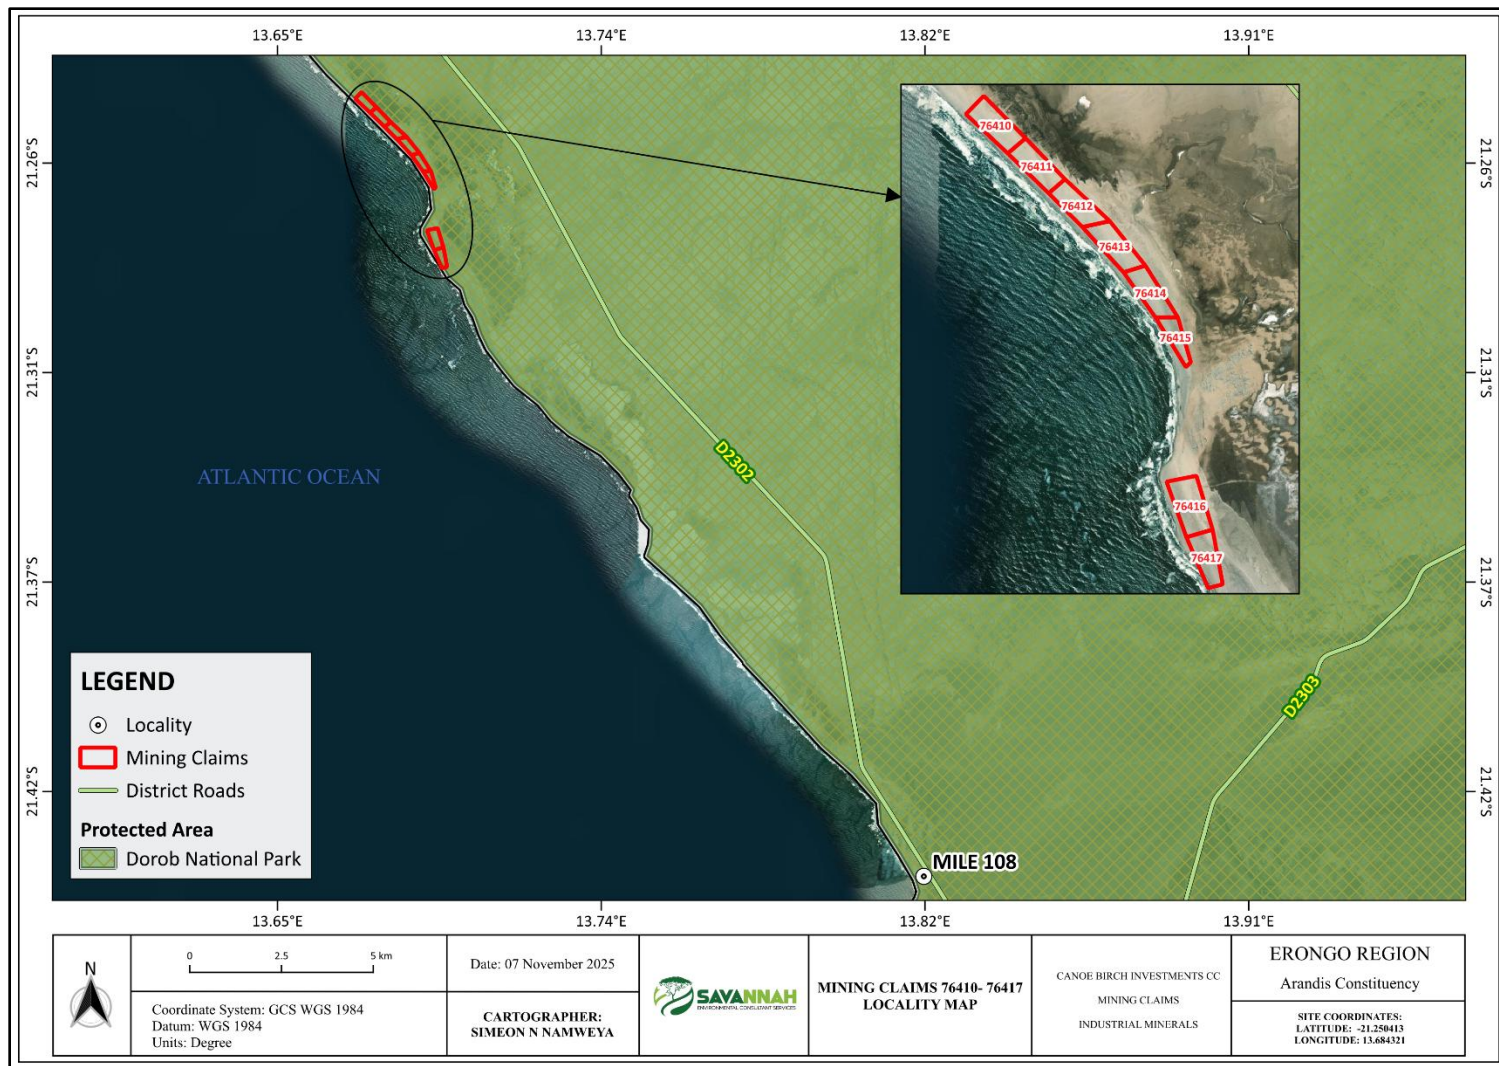 13.65°E
13.74°E
13.82°E
13.91°E
21.26°S
21.26°S
76410
76411
76412
76413
76414
76415
76416
76417
21.31°S
21.31°S
D2302
ATLANTIC OCEAN
21.37°S
21.37°S
D2303
LEGEND
Locality
Mining Claims
District Roads
Protected Area
Dorob National Park
21.42°S
21.42°S
MILE 108
13.65°E
13.74°E
13.82°E
13.91°E
N
0 2.5 5 km
Coordinate System: GCS WGS 1984
Datum: WGS 1984
Units: Degree
Date: 07 November 2025
CARTOGRAPHER:
SIMEON N NAMWEYA
SAVANNAH
ENVIRONMENTAL CONSULTANT SERVICES
MINING CLAIMS 76410- 76417
LOCALITY MAP
CANOE BIRCH INVESTMENTS CC
MINING CLAIMS
INDUSTRIAL MINERALS
ERONGO REGION
Arandis Constituency
SITE COORDINATES:
LATITUDE: -21.250413
LONGITUDE: 13.684321